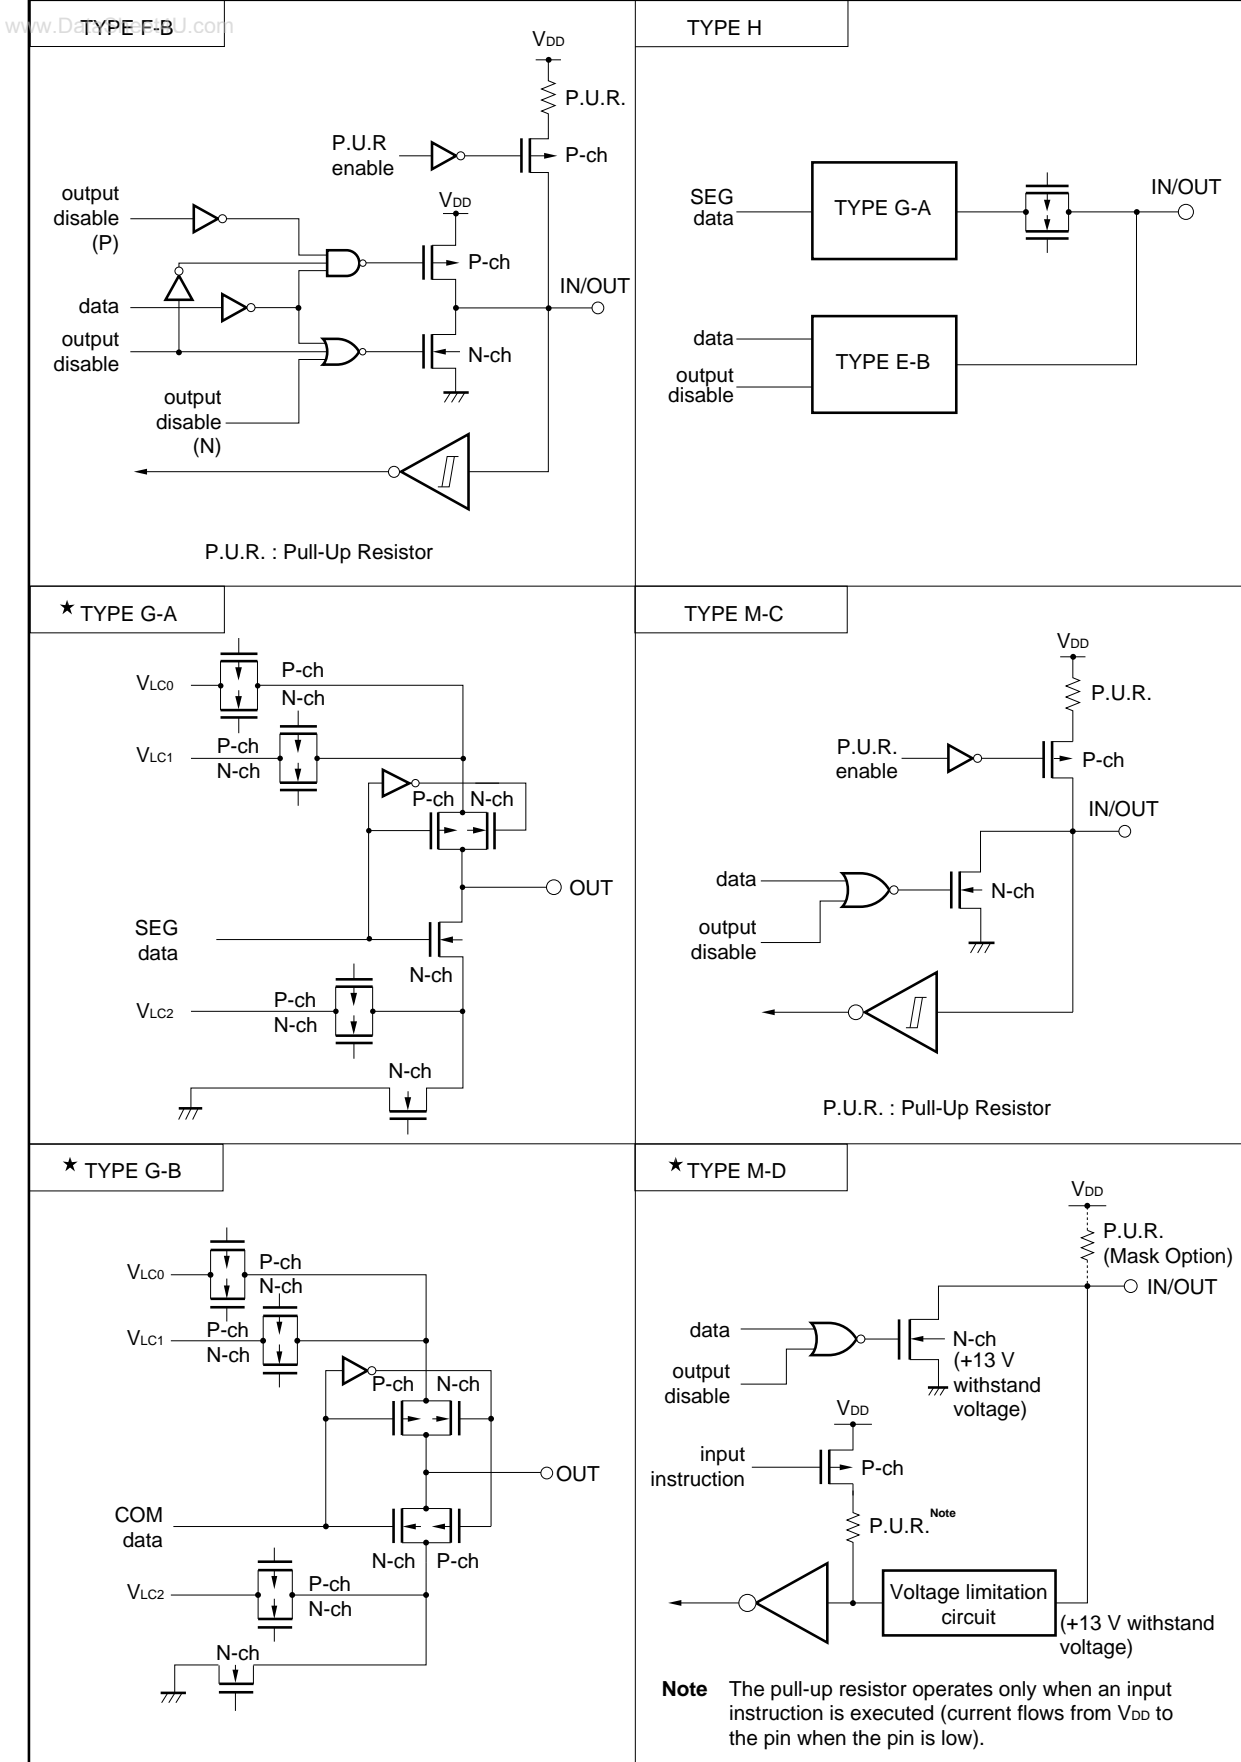 www.DataSheet4U.com
TYPE F-B
VDD
P.U.R.
P.U.R
enable
P-ch
output
disable
(P)
VDD
P-ch
IN/OUT
data
output
disable
N-ch
output
disable
(N)
P.U.R. : Pull-Up Resistor
TYPE H
SEG
data
TYPE G-A
IN/OUT
data
output
disable
TYPE E-B
★ TYPE G-A
VLC0
P-ch
N-ch
VLC1
P-ch
N-ch
P-ch N-ch
OUT
SEG
data
N-ch
VLC2
P-ch
N-ch
N-ch
TYPE M-C
VDD
P.U.R.
P.U.R.
enable
P-ch
IN/OUT
data
N-ch
output
disable
P.U.R. : Pull-Up Resistor
★ TYPE G-B
VLC0
P-ch
N-ch
VLC1
P-ch
N-ch
P-ch N-ch
OUT
COM
data
N-ch P-ch
VLC2
P-ch
N-ch
N-ch
★ TYPE M-D
VDD
P.U.R.
(Mask Option)
IN/OUT
data
output
disable
N-ch
(+13 V
withstand
voltage)
VDD
input
instruction
P-ch
P.U.R.Note
Voltage limitation
circuit
(+13 V withstand
voltage)
Note The pull-up resistor operates only when an input
instruction is executed (current flows from VDD to
the pin when the pin is low).